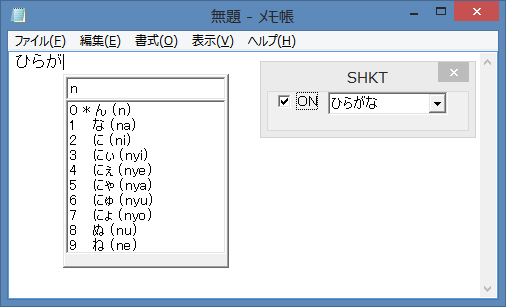 無題 - メモ帳
ファイル(F) 編集(E) 書式(O) 表示(V) ヘルプ(H)
ひらが
n
0 * ん (n)
1 な (na)
2 に (ni)
3 にぃ (nyi)
4 にぇ (nye)
5 にゃ (nya)
6 にゅ (nyu)
7 にょ (nyo)
8 ぬ (nu)
9 ね (ne)
SHKT
ON ひらがな